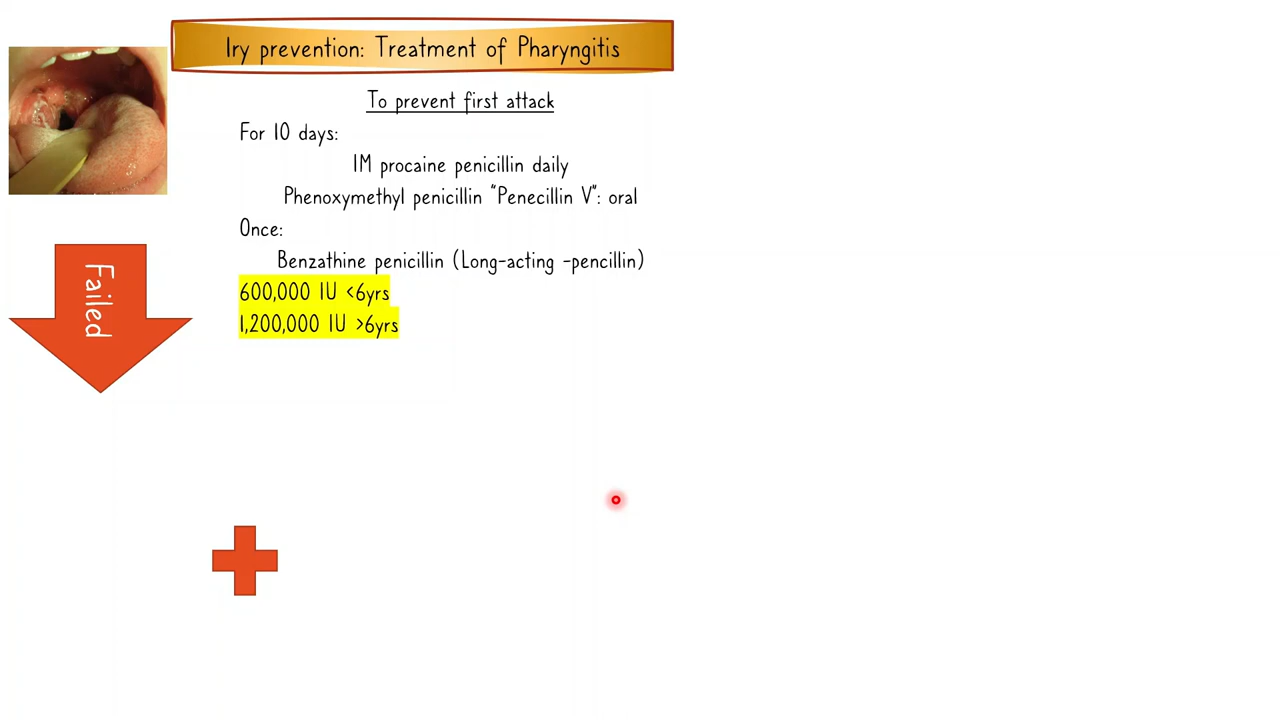 Iry prevention: Treatment of Pharyngitis
To prevent first attack
For 10 days:
IM procaine penicillin daily
Phenoxymethyl penicillin "Penecillin V": oral
Once:
Benzathine penicillin (Long-acting -pencillin)
600,000 IU <6yrs
1,200,000 IU >6yrs
Failed